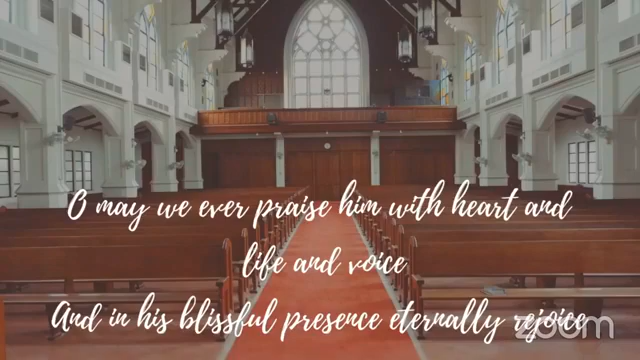 O may we ever praise him with heart and
life and voice
And in his blissful presence eternally rejoice
zoom